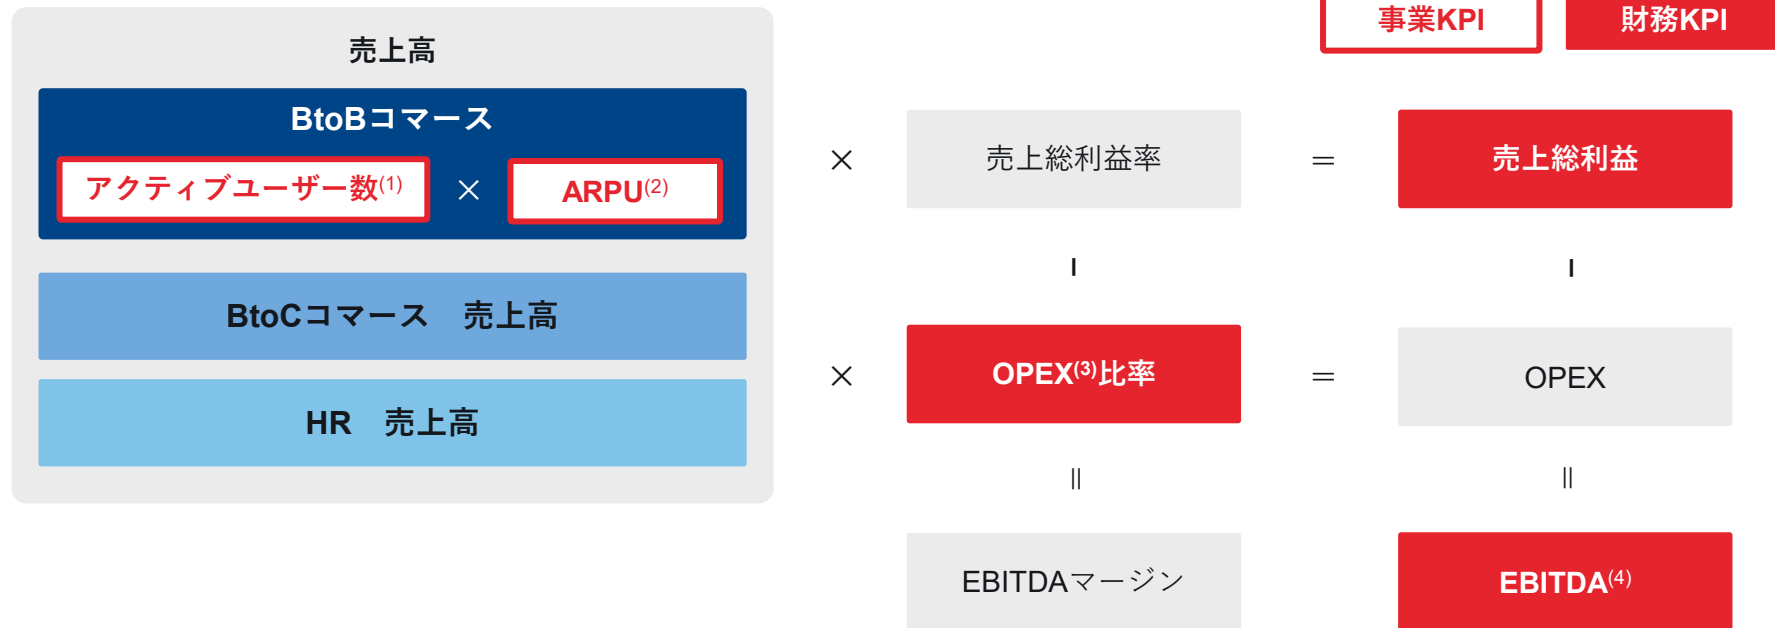 事業KPI
財務KPI
売上高
BtoBコマース
アクティブユーザー数(1)
×
ARPU(2)
×
売上総利益率
=
売上総利益
BtoCコマース 売上高
×
OPEX(3)比率
=
OPEX
HR 売上高
EBITDAマージン
=
EBITDA(4)